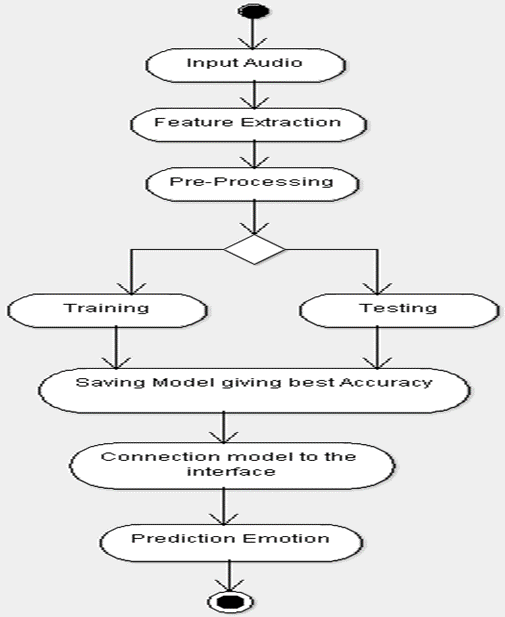 Input Audio
Feature Extraction
Pre-Processing
Training
Testing
Saving Model giving best Accuracy
Connection model to the
interface
Prediction Emotion